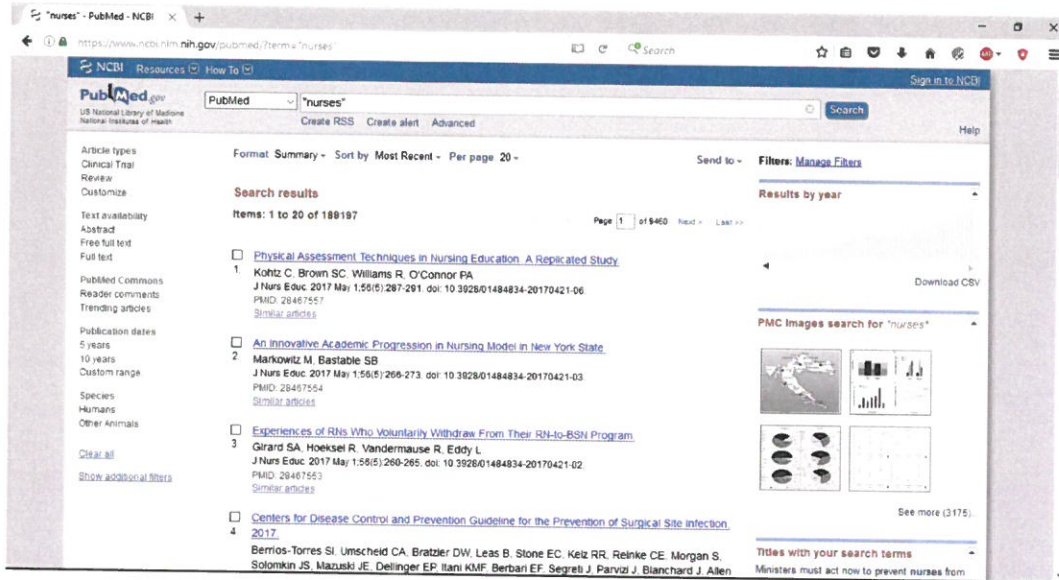 "nurses" - PubMed - NCBI
https://www.ncbi.nlm.nih.gov/pubmed/?term="nurses"
Search
NCBI Resources How To
Sign in to NCBI
PubMed.gov
US National Library of Medicine
National Institutes of Health
PubMed
"nurses"
Search
Create RSS Create alert Advanced
Help
Article types
Clinical Trial
Review
Customize
Text availability
Abstract
Free full text
Full text
PubMed Commons
Reader comments
Trending articles
Publication dates
5 years
10 years
Custom range
Species
Humans
Other Animals
Clear all
Show additional filters
Format Summary Sort by Most Recent Per page 20
Send to
Search results
Items: 1 to 20 of 189197
Page 1 of 9460 Next > Last >>
Physical Assessment Techniques in Nursing Education. A Replicated Study.
1. Kohtz C, Brown SC, Williams R, O'Connor PA
J Nurs Educ. 2017 May 1;56(5):287-291. doi: 10.3928/01484834-20170421-06.
PMID: 28467557
Similar articles
An Innovative Academic Progression in Nursing Model in New York State
2 Markowitz M, Bastable SB
J Nurs Educ. 2017 May 1;56(5):266-273. doi: 10.3928/01484834-20170421-03.
PMID: 28467554
Similar articles
Experiences of RNs Who Voluntarily Withdraw From Their RN-to-BSN Program
3 Girard SA, Hoeksel R, Vandermause R, Eddy L
J Nurs Educ. 2017 May 1;56(5):260-265. doi: 10.3928/01484834-20170421-02.
PMID: 28467553
Similar articles
Centers for Disease Control and Prevention Guideline for the Prevention of Surgical Site Infection,
4 2017.
Berrios-Torres SI, Umscheid CA, Bratzler DW, Leas B, Stone EC, Kelz RR, Reinke CE, Morgan S,
Solomkin JS, Mazuski JE, Dellinger EP, Itani KMF, Berbari EF, Segreti J, Parvizi J, Blanchard J, Allen
Filters: Manage Filters
Results by year
Download CSV
PMC Images search for "nurses"
See more (3175)...
Titles with your search terms
Ministers must act now to prevent nurses from